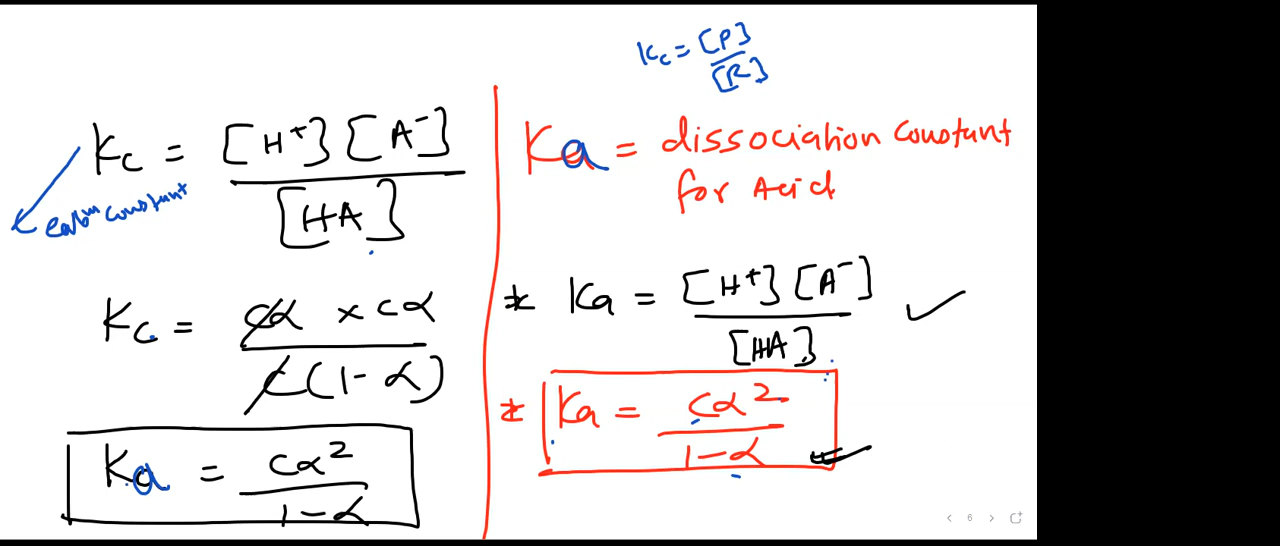 Kc = [P] / [R]
Kc = [H⁺] [A⁻] / [HA]
eqbᵐ constant
Kc = cα × cα / c(1-α)
Ka = cα² / 1-α
Ka = dissociation constant
for Acid
* Ka = [H⁺] [A⁻] / [HA] ✓
* Ka = cα² / 1-α
< 6 >